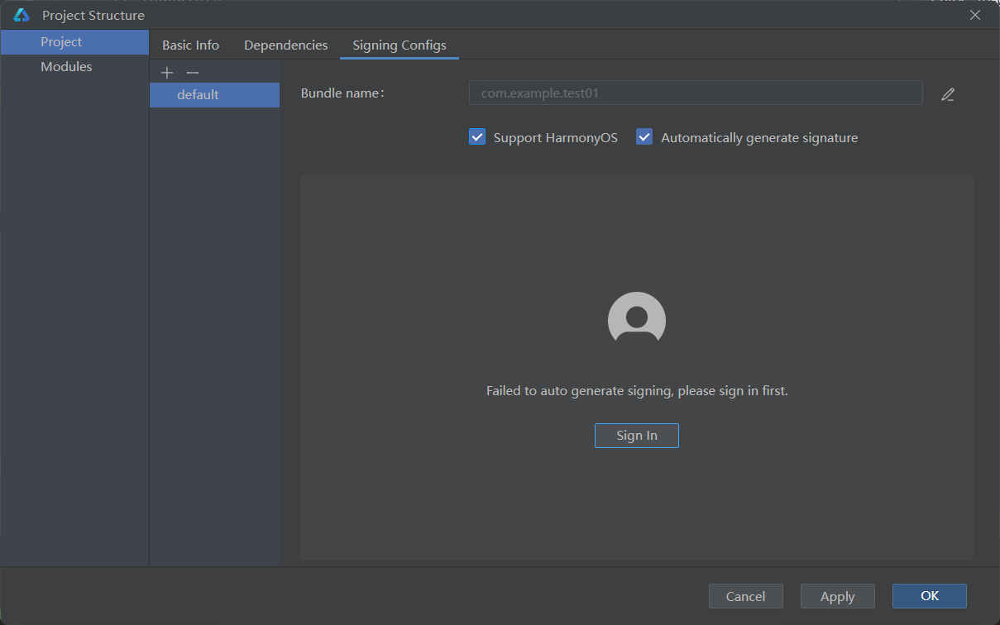 Project Structure
Project
Modules
Basic Info Dependencies Signing Configs
default
Bundle name: com.example.test01
Support HarmonyOS Automatically generate signature
Failed to auto generate signing, please sign in first.
Sign In
Cancel Apply OK